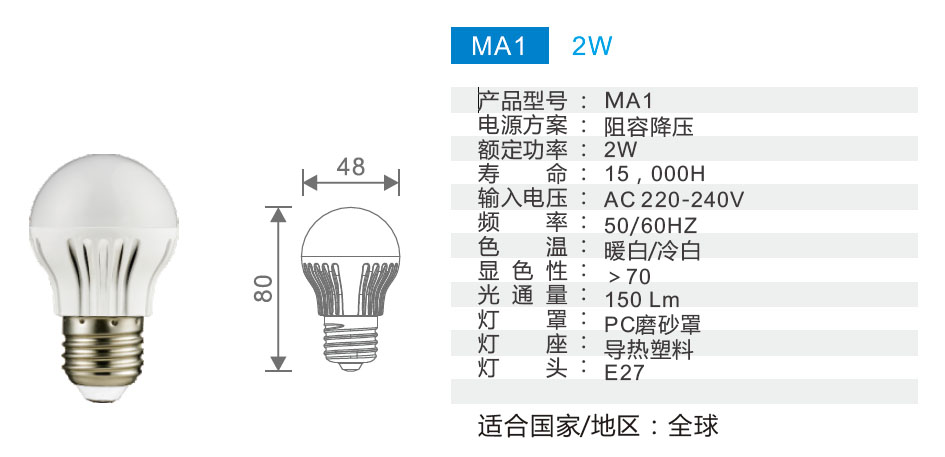 MA1 2W
48
80
产品型号 : MA1
电源方案 : 阻容降压
额定功率 : 2W
寿 命 : 15 , 000H
输入电压 : AC 220-240V
频 率 : 50/60HZ
色 温 : 暖白/冷白
显 色 性 : ＞70
光 通 量 : 150 Lm
灯 罩 : PC磨砂罩
灯 座 : 导热塑料
灯 头 : E27
适合国家/地区 : 全球